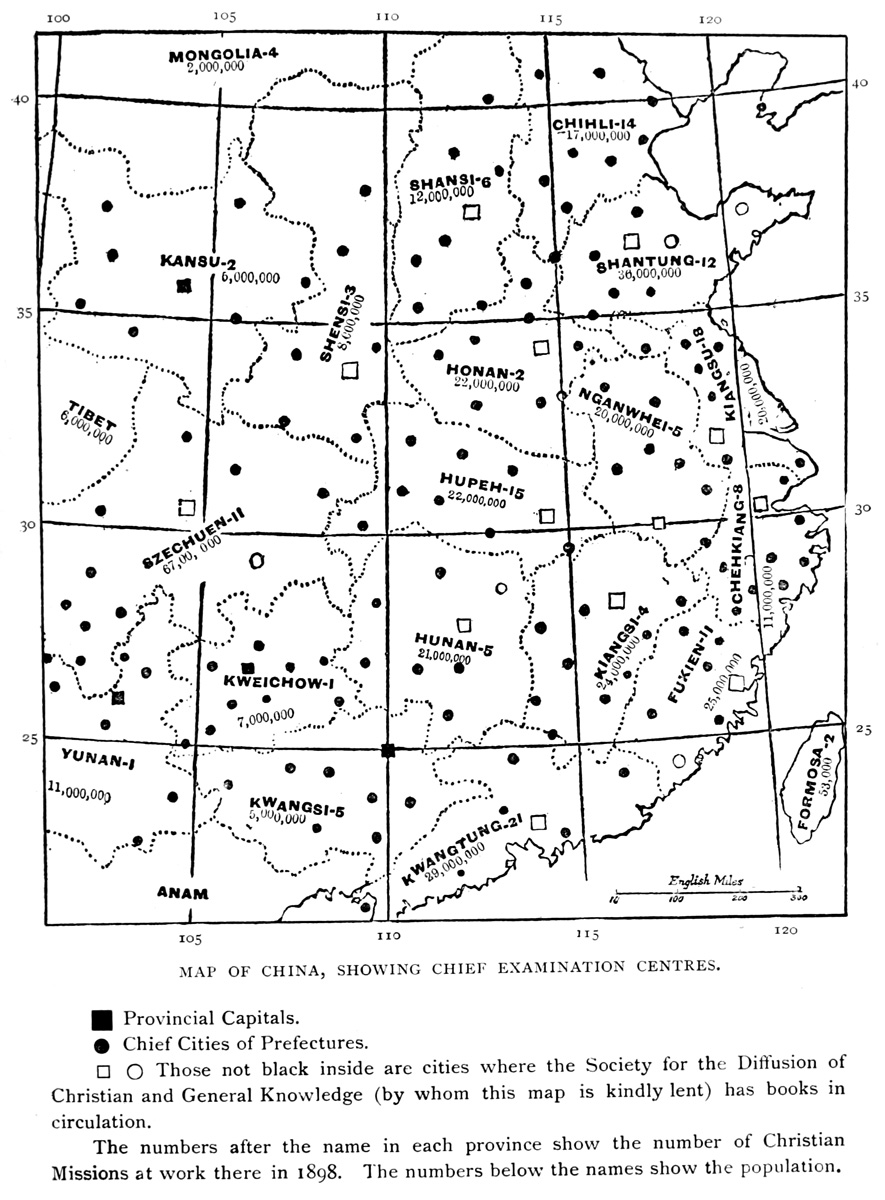 100 105 110 115 120
MONGOLIA-4
2,000,000
40
40
CHIHLI-14
17,000,000
SHANSI-6
12,000,000
KANSU-2
5,000,000
SHANTUNG-12
36,000,000
35
35
SHENSI-3
8,000,000
HONAN-2
22,000,000
KIANGSU-18
20,000,000
NGANWHEI-5
20,000,000
TIBET
6,000,000
HUPEH-15
22,000,000
30
30
SZECHUEN-11
67,00,000
CHEHKIANG-8
11,000,000
KIANGSI-4
24,000,000
HUNAN-5
21,000,000
FUKIEN-11
25,000,000
KWEICHOW-1
7,000,000
25
25
YUNAN-1
11,000,000
FORMOSA-2
KWANGSI-5
5,000,000
KWANGTUNG-21
29,000,000
ANAM
English Miles
10 100 200 300
105 110 115 120
MAP OF CHINA, SHOWING CHIEF EXAMINATION CENTRES.
Provincial Capitals.
Chief Cities of Prefectures.
Those not black inside are cities where the Society for the Diffusion of
Christian and General Knowledge (by whom this map is kindly lent) has books in
circulation.
The numbers after the name in each province show the number of Christian
Missions at work there in 1898. The numbers below the names show the population.